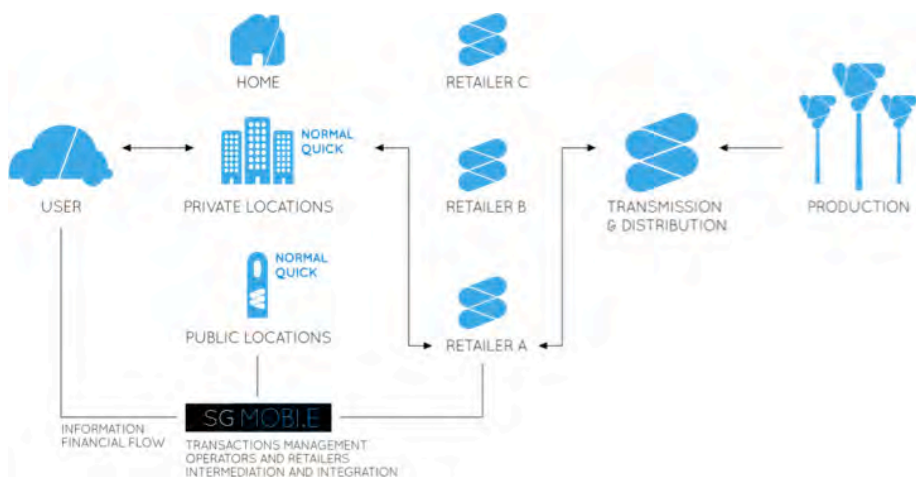 HOME
RETAILER C
NORMAL
QUICK
USER
PRIVATE LOCATIONS
RETAILER B
TRANSMISSION
& DISTRIBUTION
PRODUCTION
NORMAL
QUICK
PUBLIC LOCATIONS
RETAILER A
SG MOBI.E
INFORMATION
FINANCIAL FLOW
TRANSACTIONS MANAGEMENT
OPERATORS AND RETAILERS
INTERMEDIATION AND INTEGRATION